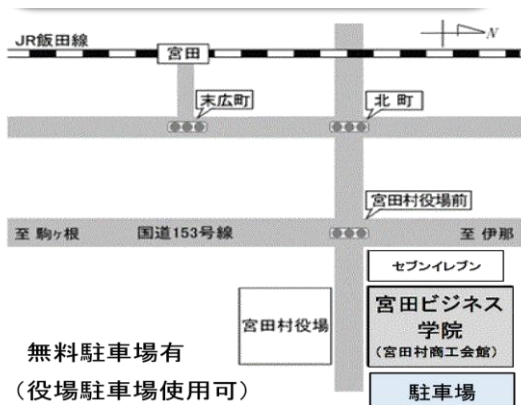 JR飯田線
N
宮田
末広町
北町
宮田村役場前
至 駒ヶ根
国道153号線
至 伊那
セブンイレブン
宮田ビジネス
学院
(宮田村商工会館)
宮田村役場
無料駐車場有
(役場駐車場使用可)
駐車場